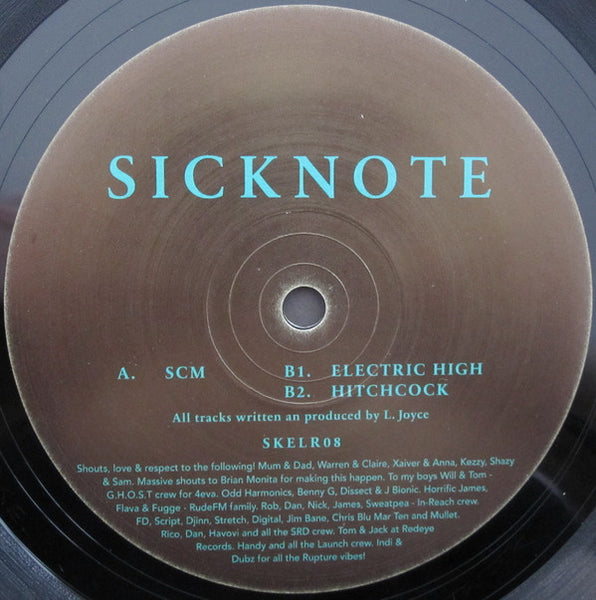 SICKNOTE
A. SCM B1. ELECTRIC HIGH
B2. HITCHCOCK
All tracks written an produced by L. Joyce
SKELR08
Shouts, love & respect to the following! Mum & Dad, Warren & Claire, Xaiver & Anna, Kezzy, Shazy
& Sam. Massive shouts to Brian Monita for making this happen. To my boys Will & Tom -
G.H.O.S.T crew for 4eva. Odd Harmonics, Benny G, Dissect & J Bionic. Horrific James,
Flava & Fugge - RudeFM family. Rob, Dan, Nick, James, Sweatpea - In-Reach crew.
FD, Script, Djinn, Stretch, Digital, Jim Bane, Chris Blu Mar Ten and Mullet.
Rico, Dan, Havovi and all the SRD crew. Tom & Jack at Redeye
Records. Handy and all the Launch crew. Indi &
Dubz for all the Rupture vibes!